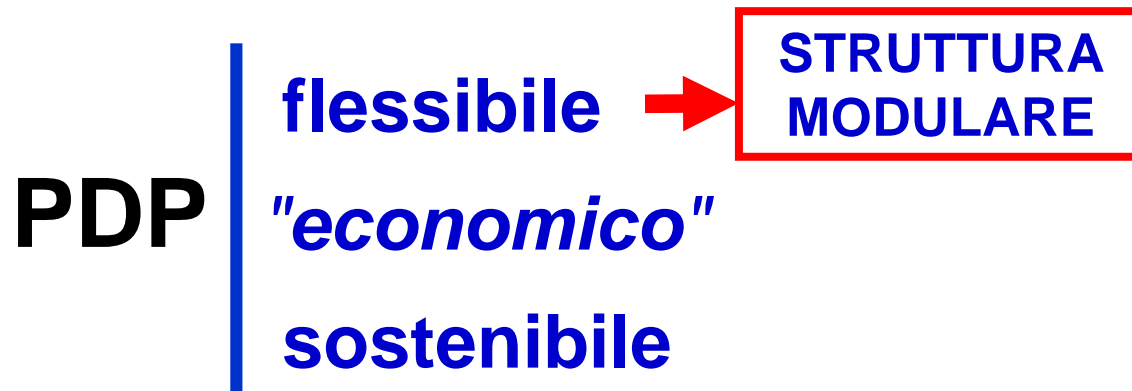 PDP
flessibile
STRUTTURA
MODULARE
"economico"
sostenibile